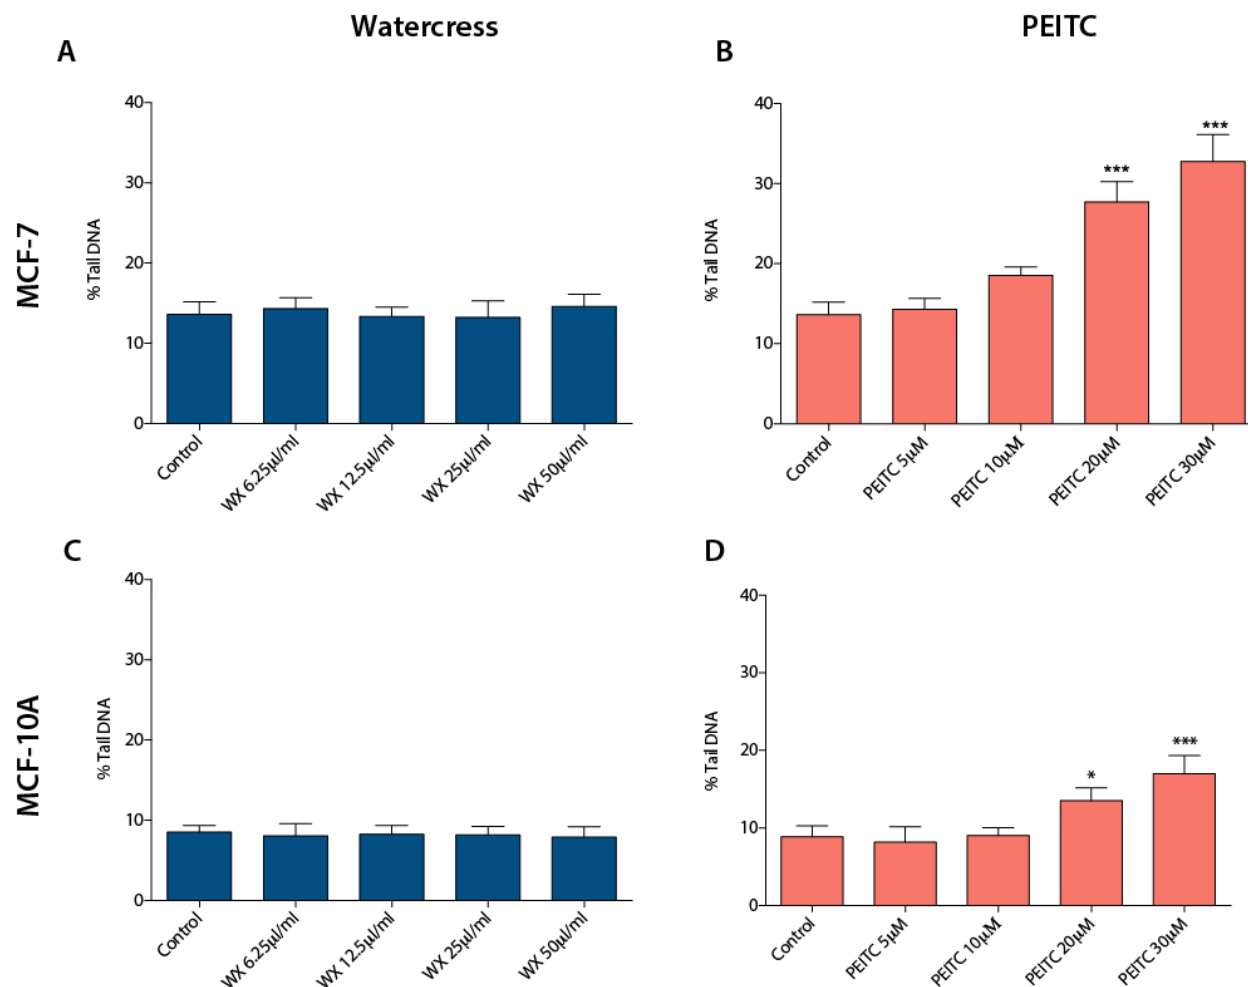 Watercress
PEITC
MCF-7
MCF-10A
A
% Tail DNA
40
30
20
10
0
Control
WX 6.25µl/ml
WX 12.5µl/ml
WX 25µl/ml
WX 50µl/ml
B
% Tail DNA
40
30
20
10
0
***
***
Control
PEITC 5µM
PEITC 10µM
PEITC 20µM
PEITC 30µM
C
% Tail DNA
40
30
20
10
0
Control
WX 6.25µl/ml
WX 12.5µl/ml
WX 25µl/ml
WX 50µl/ml
D
% Tail DNA
40
30
20
10
0
*
***
Control
PEITC 5µM
PEITC 10µM
PEITC 20µM
PEITC 30µM